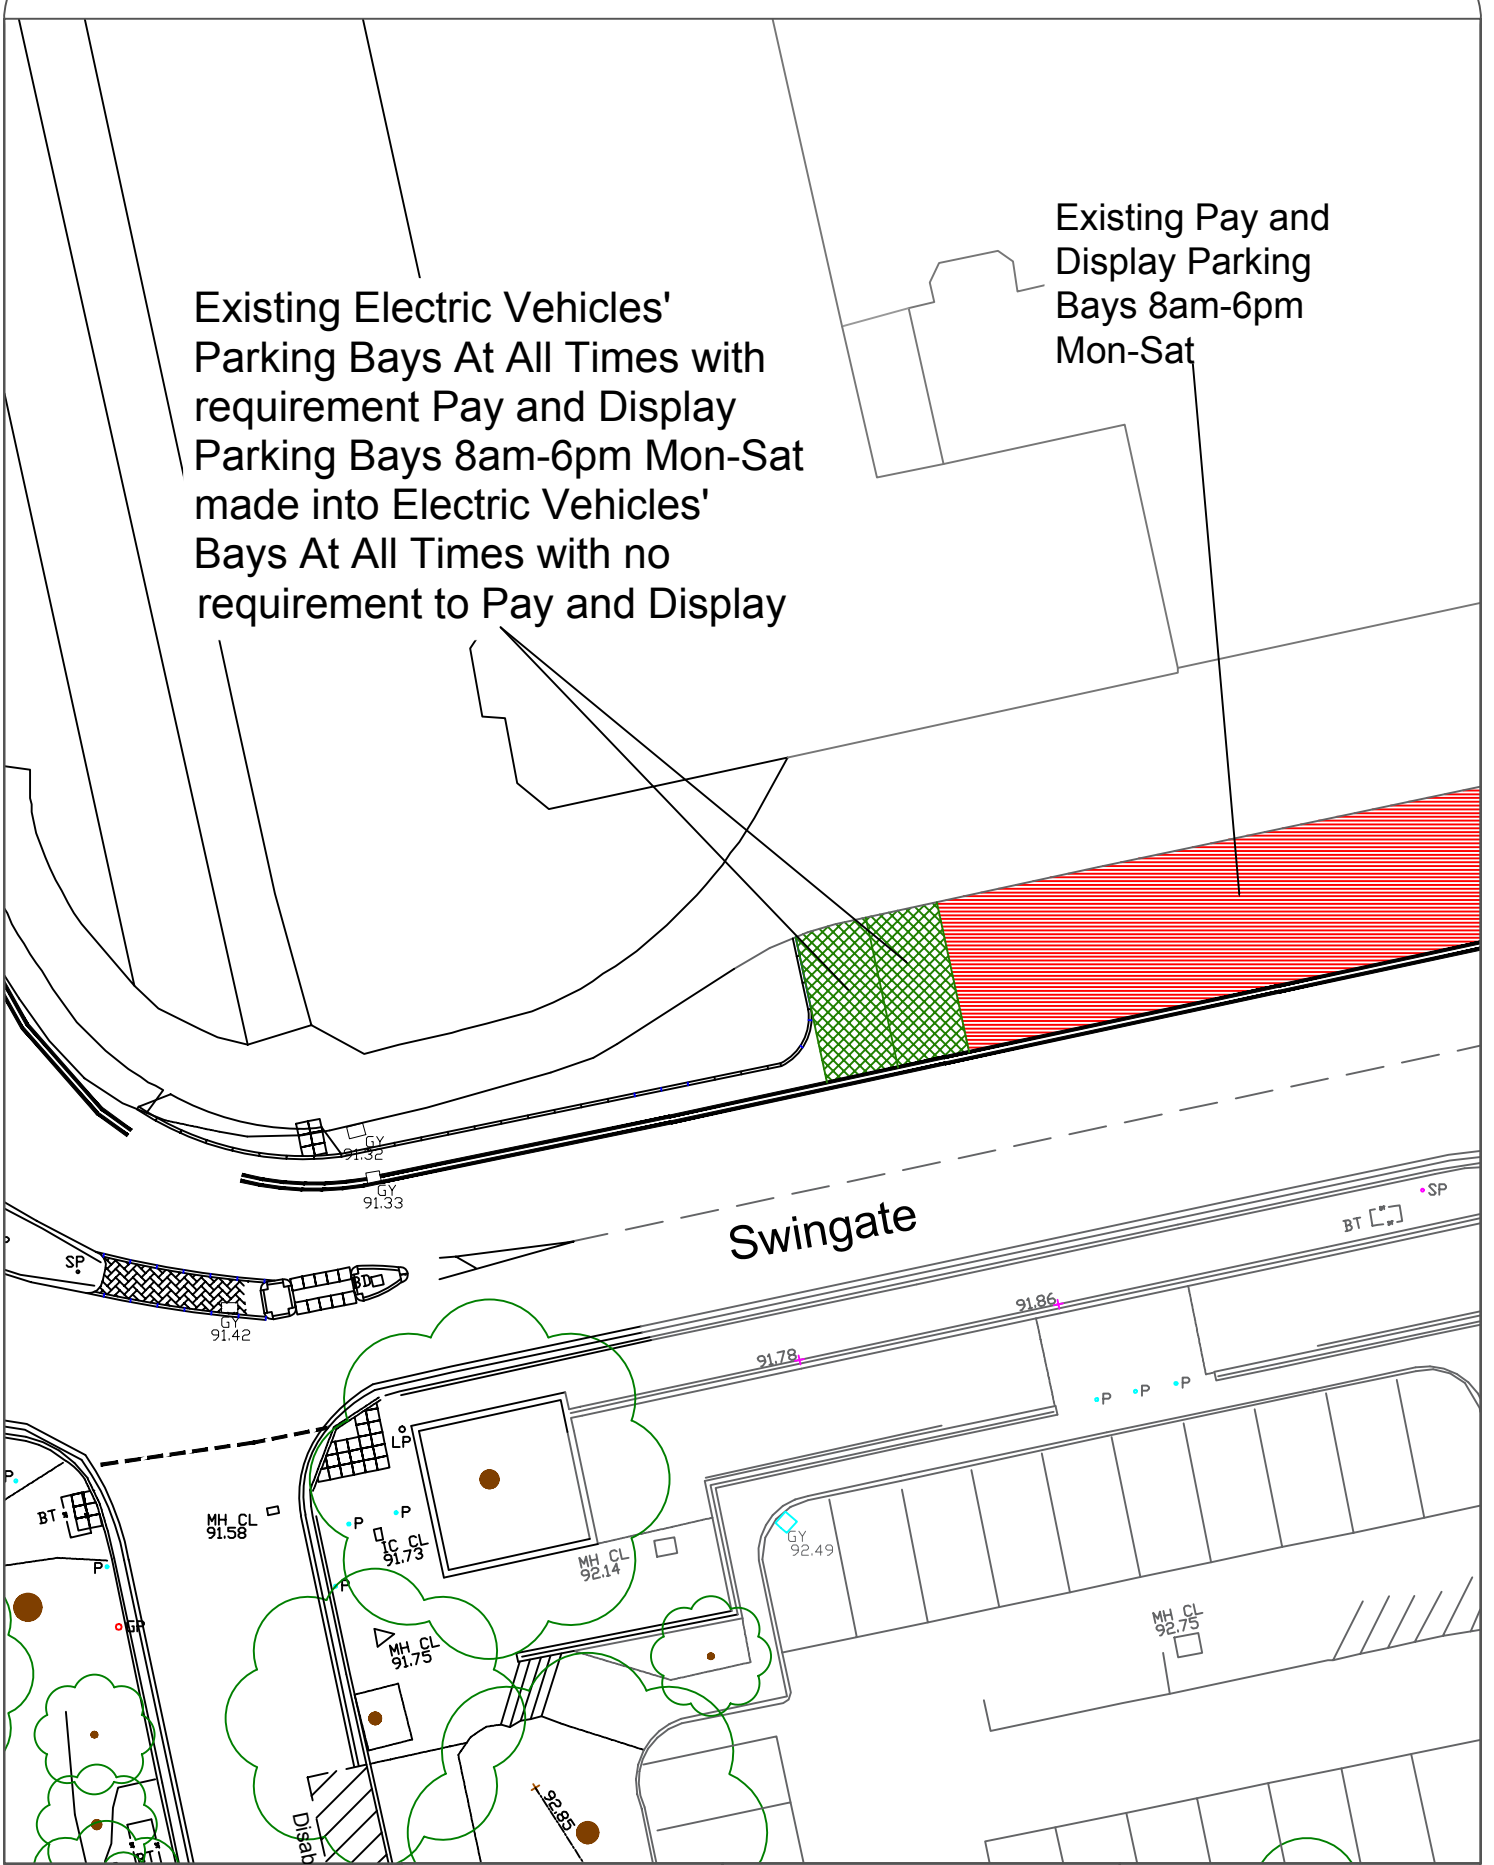 Existing Pay and
Display Parking
Bays 8am-6pm
Mon-Sat
Existing Electric Vehicles'
Parking Bays At All Times with
requirement Pay and Display
Parking Bays 8am-6pm Mon-Sat
made into Electric Vehicles'
Bays At All Times with no
requirement to Pay and Display
GY
91.32
GY
91.33
Swingate
SP
BT
SP
BD
GY
91.42
91.86
91.78
P
P
P
LP
P
BT
MH CL
91.58
P
P
IC CL
91.73
GY
92.49
MH CL
92.14
P
P
GP
MH CL
91.75
MH CL
92.75
92.85
Disab
BT